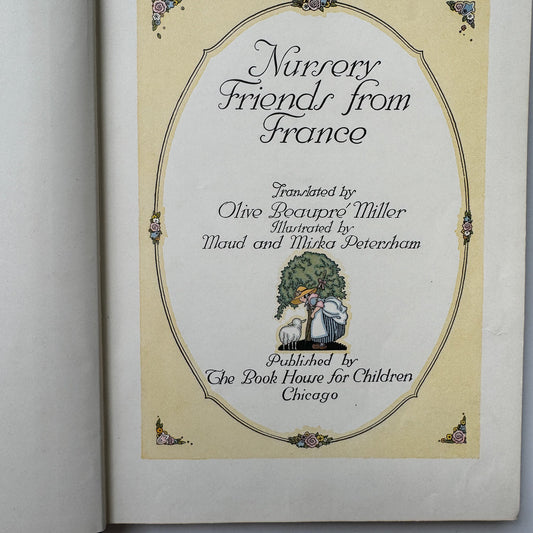 Nursery
Friends from
France
Translated by
Olive Beaupré Miller
Illustrated by
Maud and Miska Petersham
Published by
The Book House for Children
Chicago